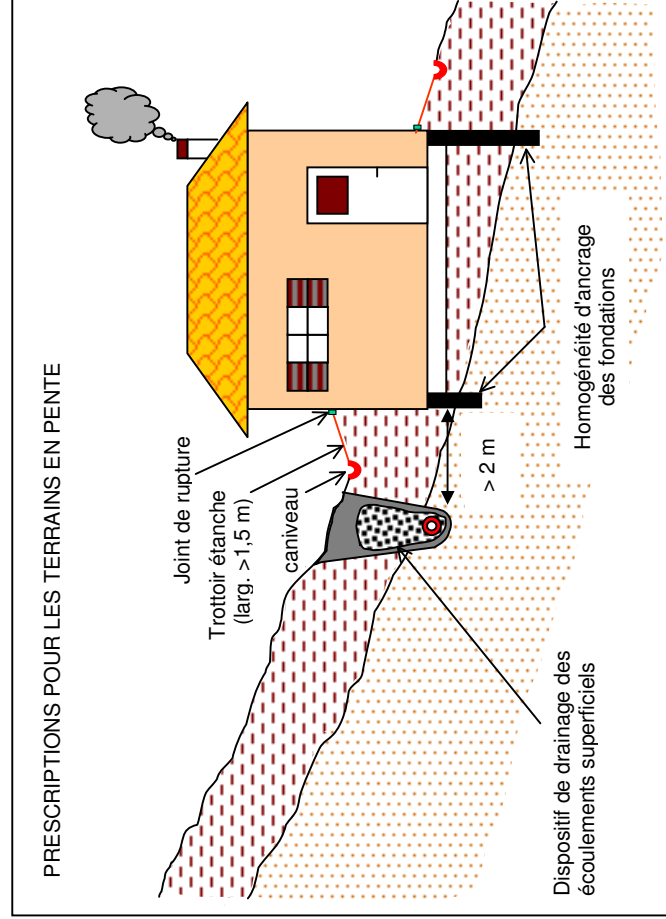 PRESCRIPTIONS POUR LES TERRAINS EN PENTE
Joint de rupture
Trottoir étanche
(larg. >1,5 m)
caniveau
> 2 m
Dispositif de drainage des
écoulements superficiels
Homogénéité d'ancrage
des fondations